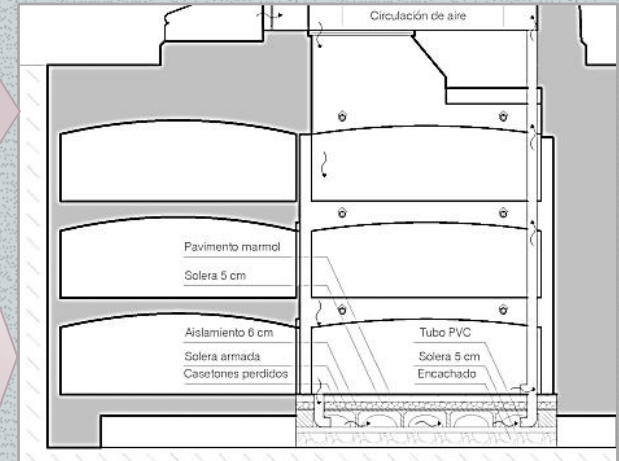 Circulación de aire
Pavimento marmol
Solera 5 cm
Aislamiento 6 cm
Solera armada
Casetones perdidos
Tubo PVC
Solera 5 cm
Encachado